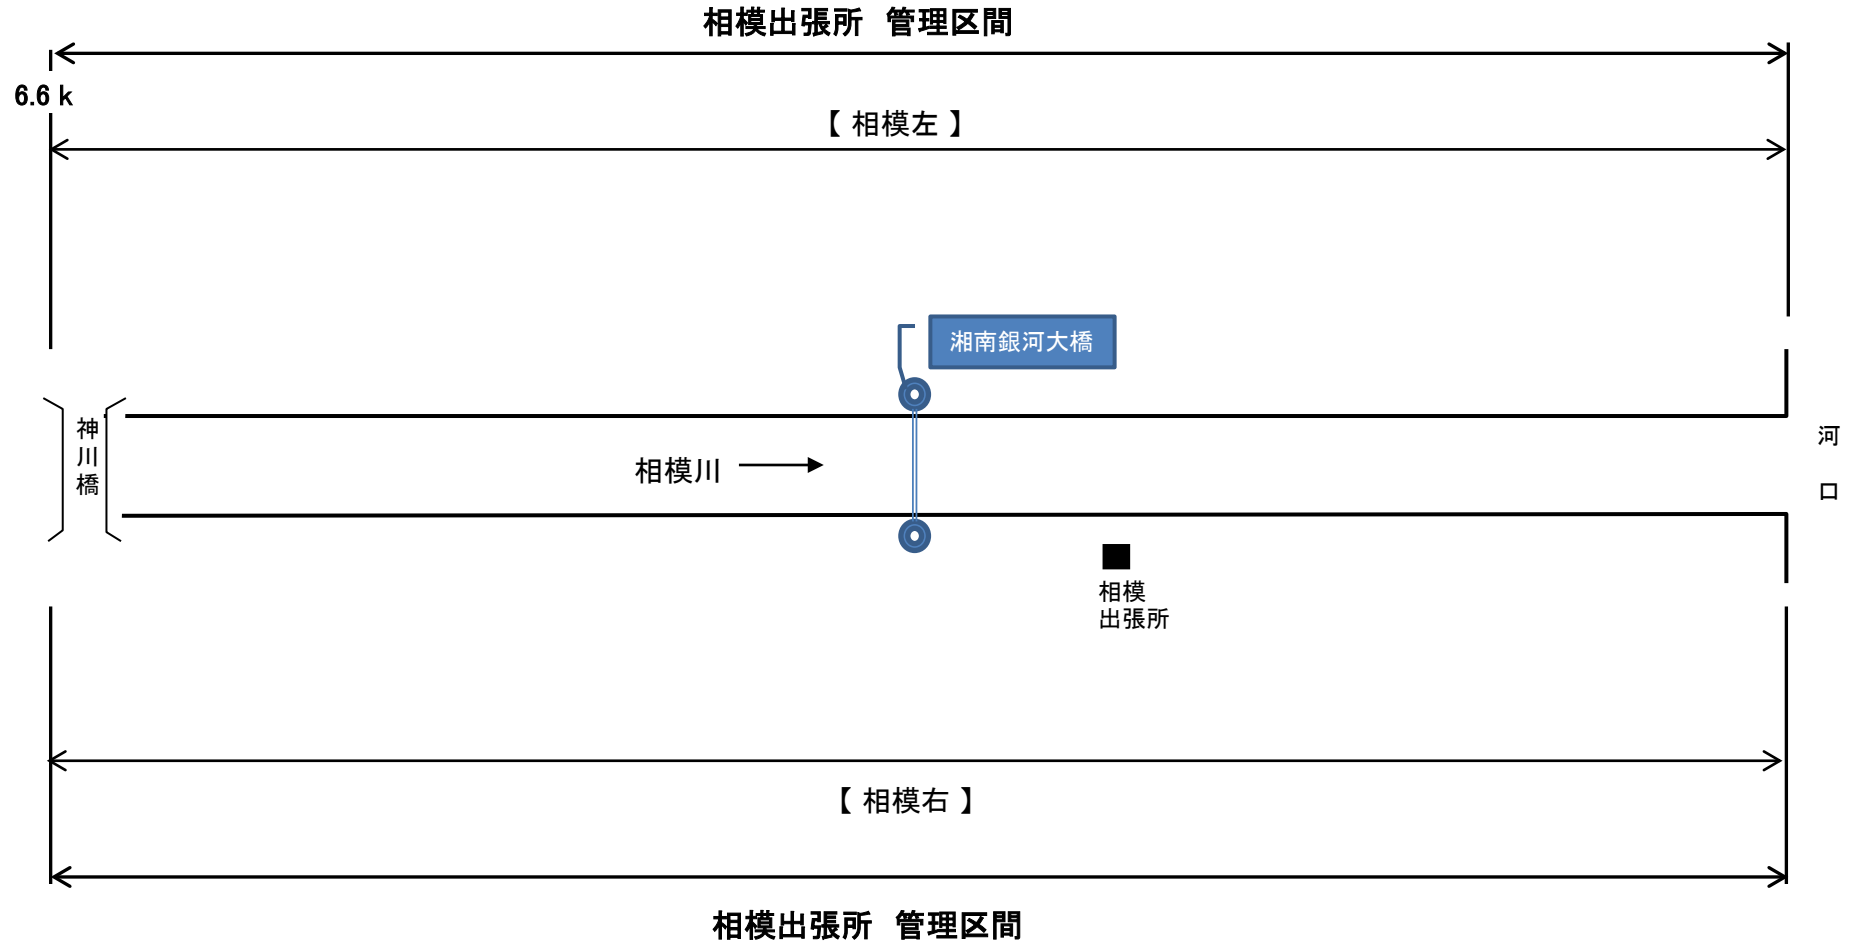 相模出張所 管理区間
6.6 k
【 相模左 】
湘南銀河大橋
神川橋
相模川
河口
相模
出張所
【 相模右 】
相模出張所 管理区間